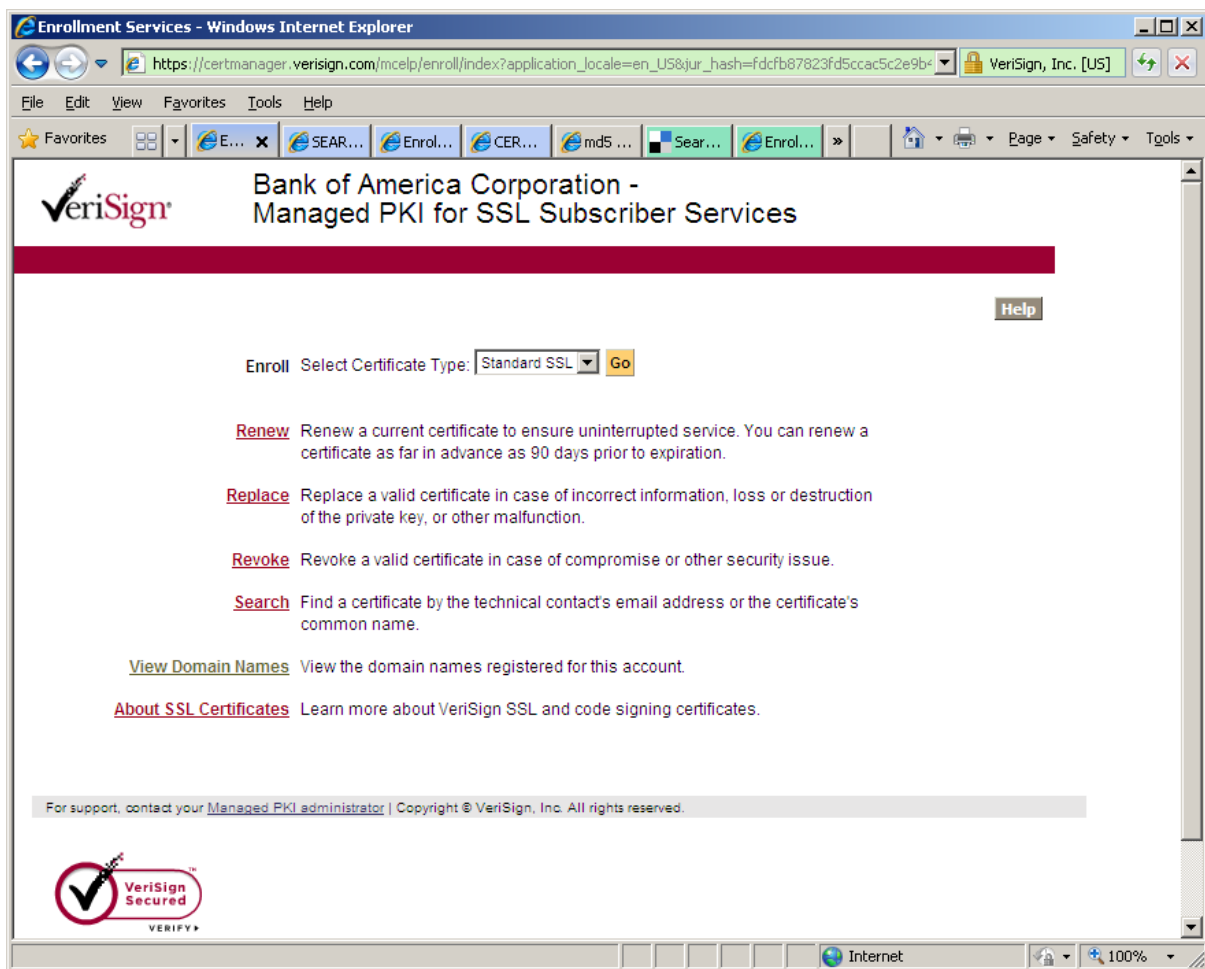 Enrollment Services - Windows Internet Explorer
https://certmanager.verisign.com/mcelp/enroll/index?application_locale=en_US&jur_hash=fdcfb87823fd5ccac5c2e9b VeriSign, Inc. [US]
File Edit View Favorites Tools Help
Favorites E... SEAR... Enrol... CER... md5 ... Sear... Enrol... » Page Safety Tools
VeriSign
Bank of America Corporation -
Managed PKI for SSL Subscriber Services
Help
Enroll Select Certificate Type: Standard SSL Go
Renew Renew a current certificate to ensure uninterrupted service. You can renew a
certificate as far in advance as 90 days prior to expiration.
Replace Replace a valid certificate in case of incorrect information, loss or destruction
of the private key, or other malfunction.
Revoke Revoke a valid certificate in case of compromise or other security issue.
Search Find a certificate by the technical contact's email address or the certificate's
common name.
View Domain Names View the domain names registered for this account.
About SSL Certificates Learn more about VeriSign SSL and code signing certificates.
For support, contact your Managed PKI administrator | Copyright © VeriSign, Inc. All rights reserved.
VeriSign™
Secured
VERIFY
Internet 100%